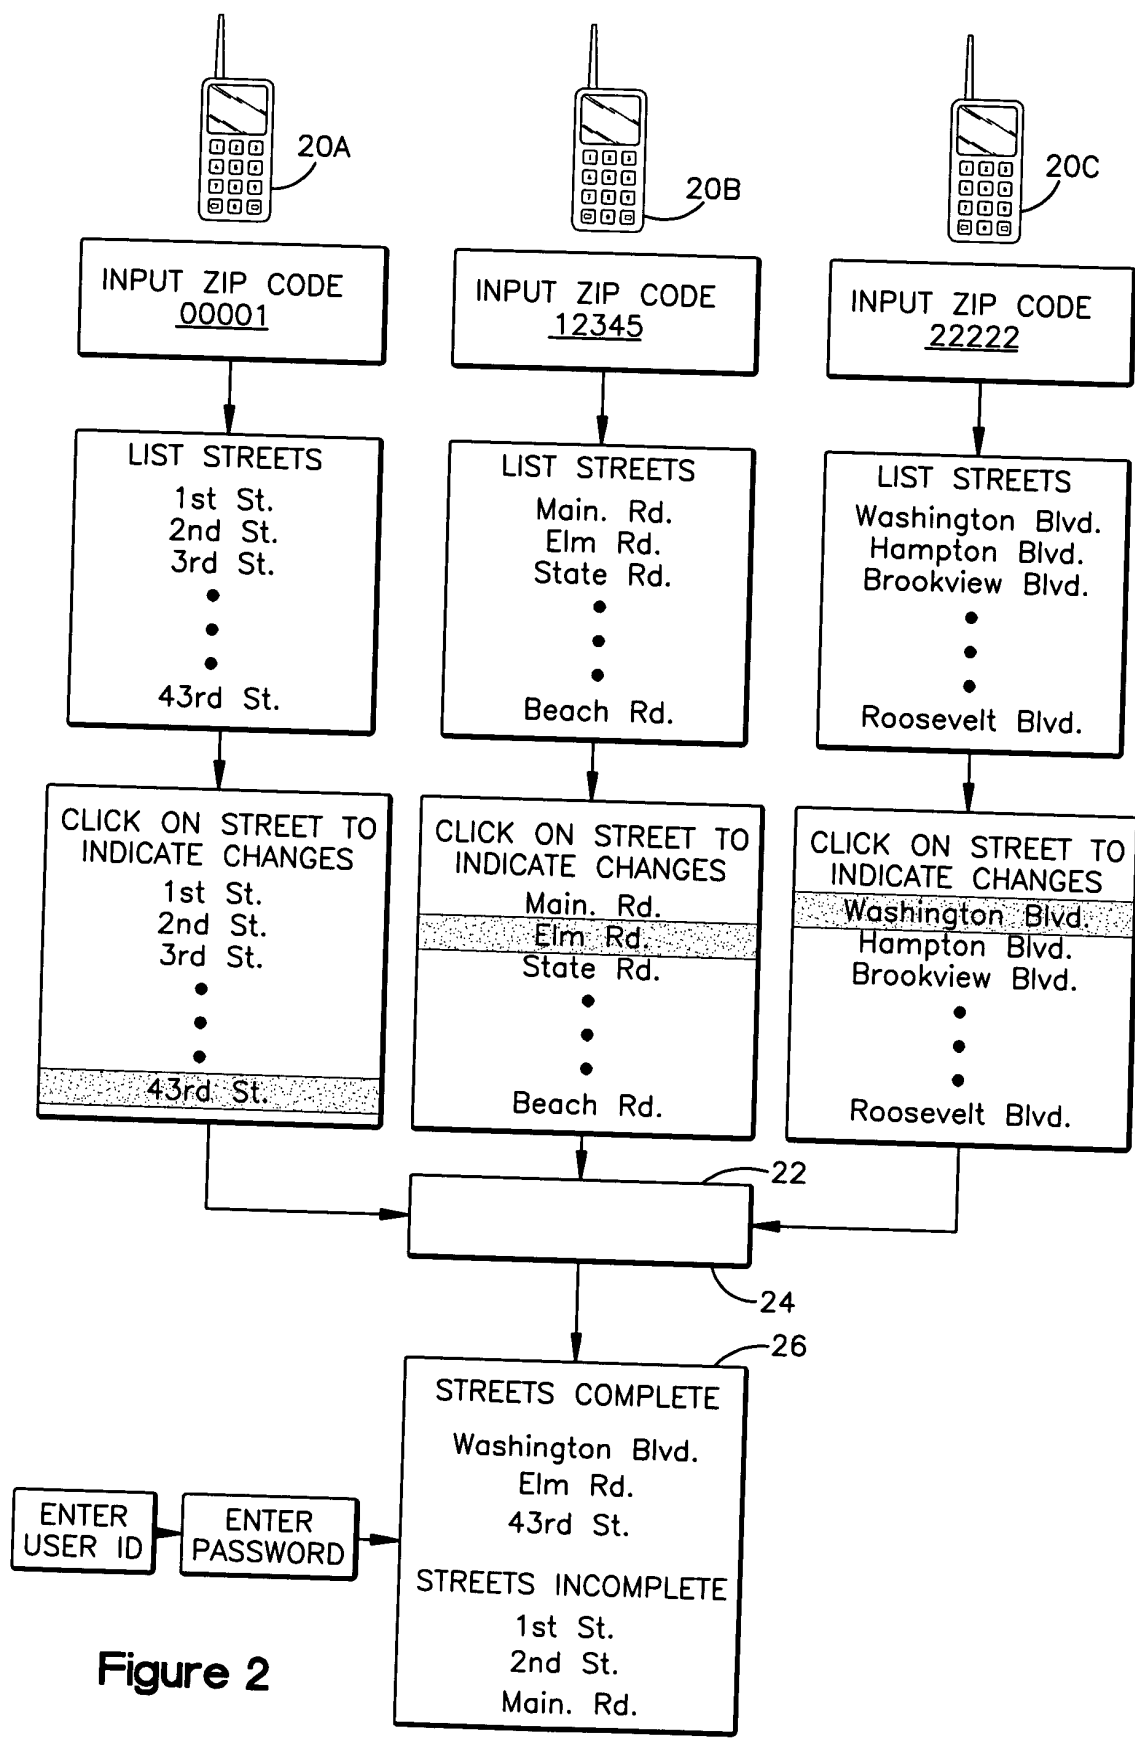 20A
20B
20C
INPUT ZIP CODE
00001
INPUT ZIP CODE
12345
INPUT ZIP CODE
22222
LIST STREETS
1st St.
2nd St.
3rd St.
43rd St.
LIST STREETS
Main. Rd.
Elm Rd.
State Rd.
Beach Rd.
LIST STREETS
Washington Blvd.
Hampton Blvd.
Brookview Blvd.
Roosevelt Blvd.
CLICK ON STREET TO
INDICATE CHANGES
1st St.
2nd St.
3rd St.
43rd St.
CLICK ON STREET TO
INDICATE CHANGES
Main. Rd.
Elm Rd.
State Rd.
Beach Rd.
CLICK ON STREET TO
INDICATE CHANGES
Washington Blvd.
Hampton Blvd.
Brookview Blvd.
Roosevelt Blvd.
22
24
26
STREETS COMPLETE
Washington Blvd.
Elm Rd.
43rd St.
STREETS INCOMPLETE
1st St.
2nd St.
Main. Rd.
ENTER
USER ID
ENTER
PASSWORD
Figure 2